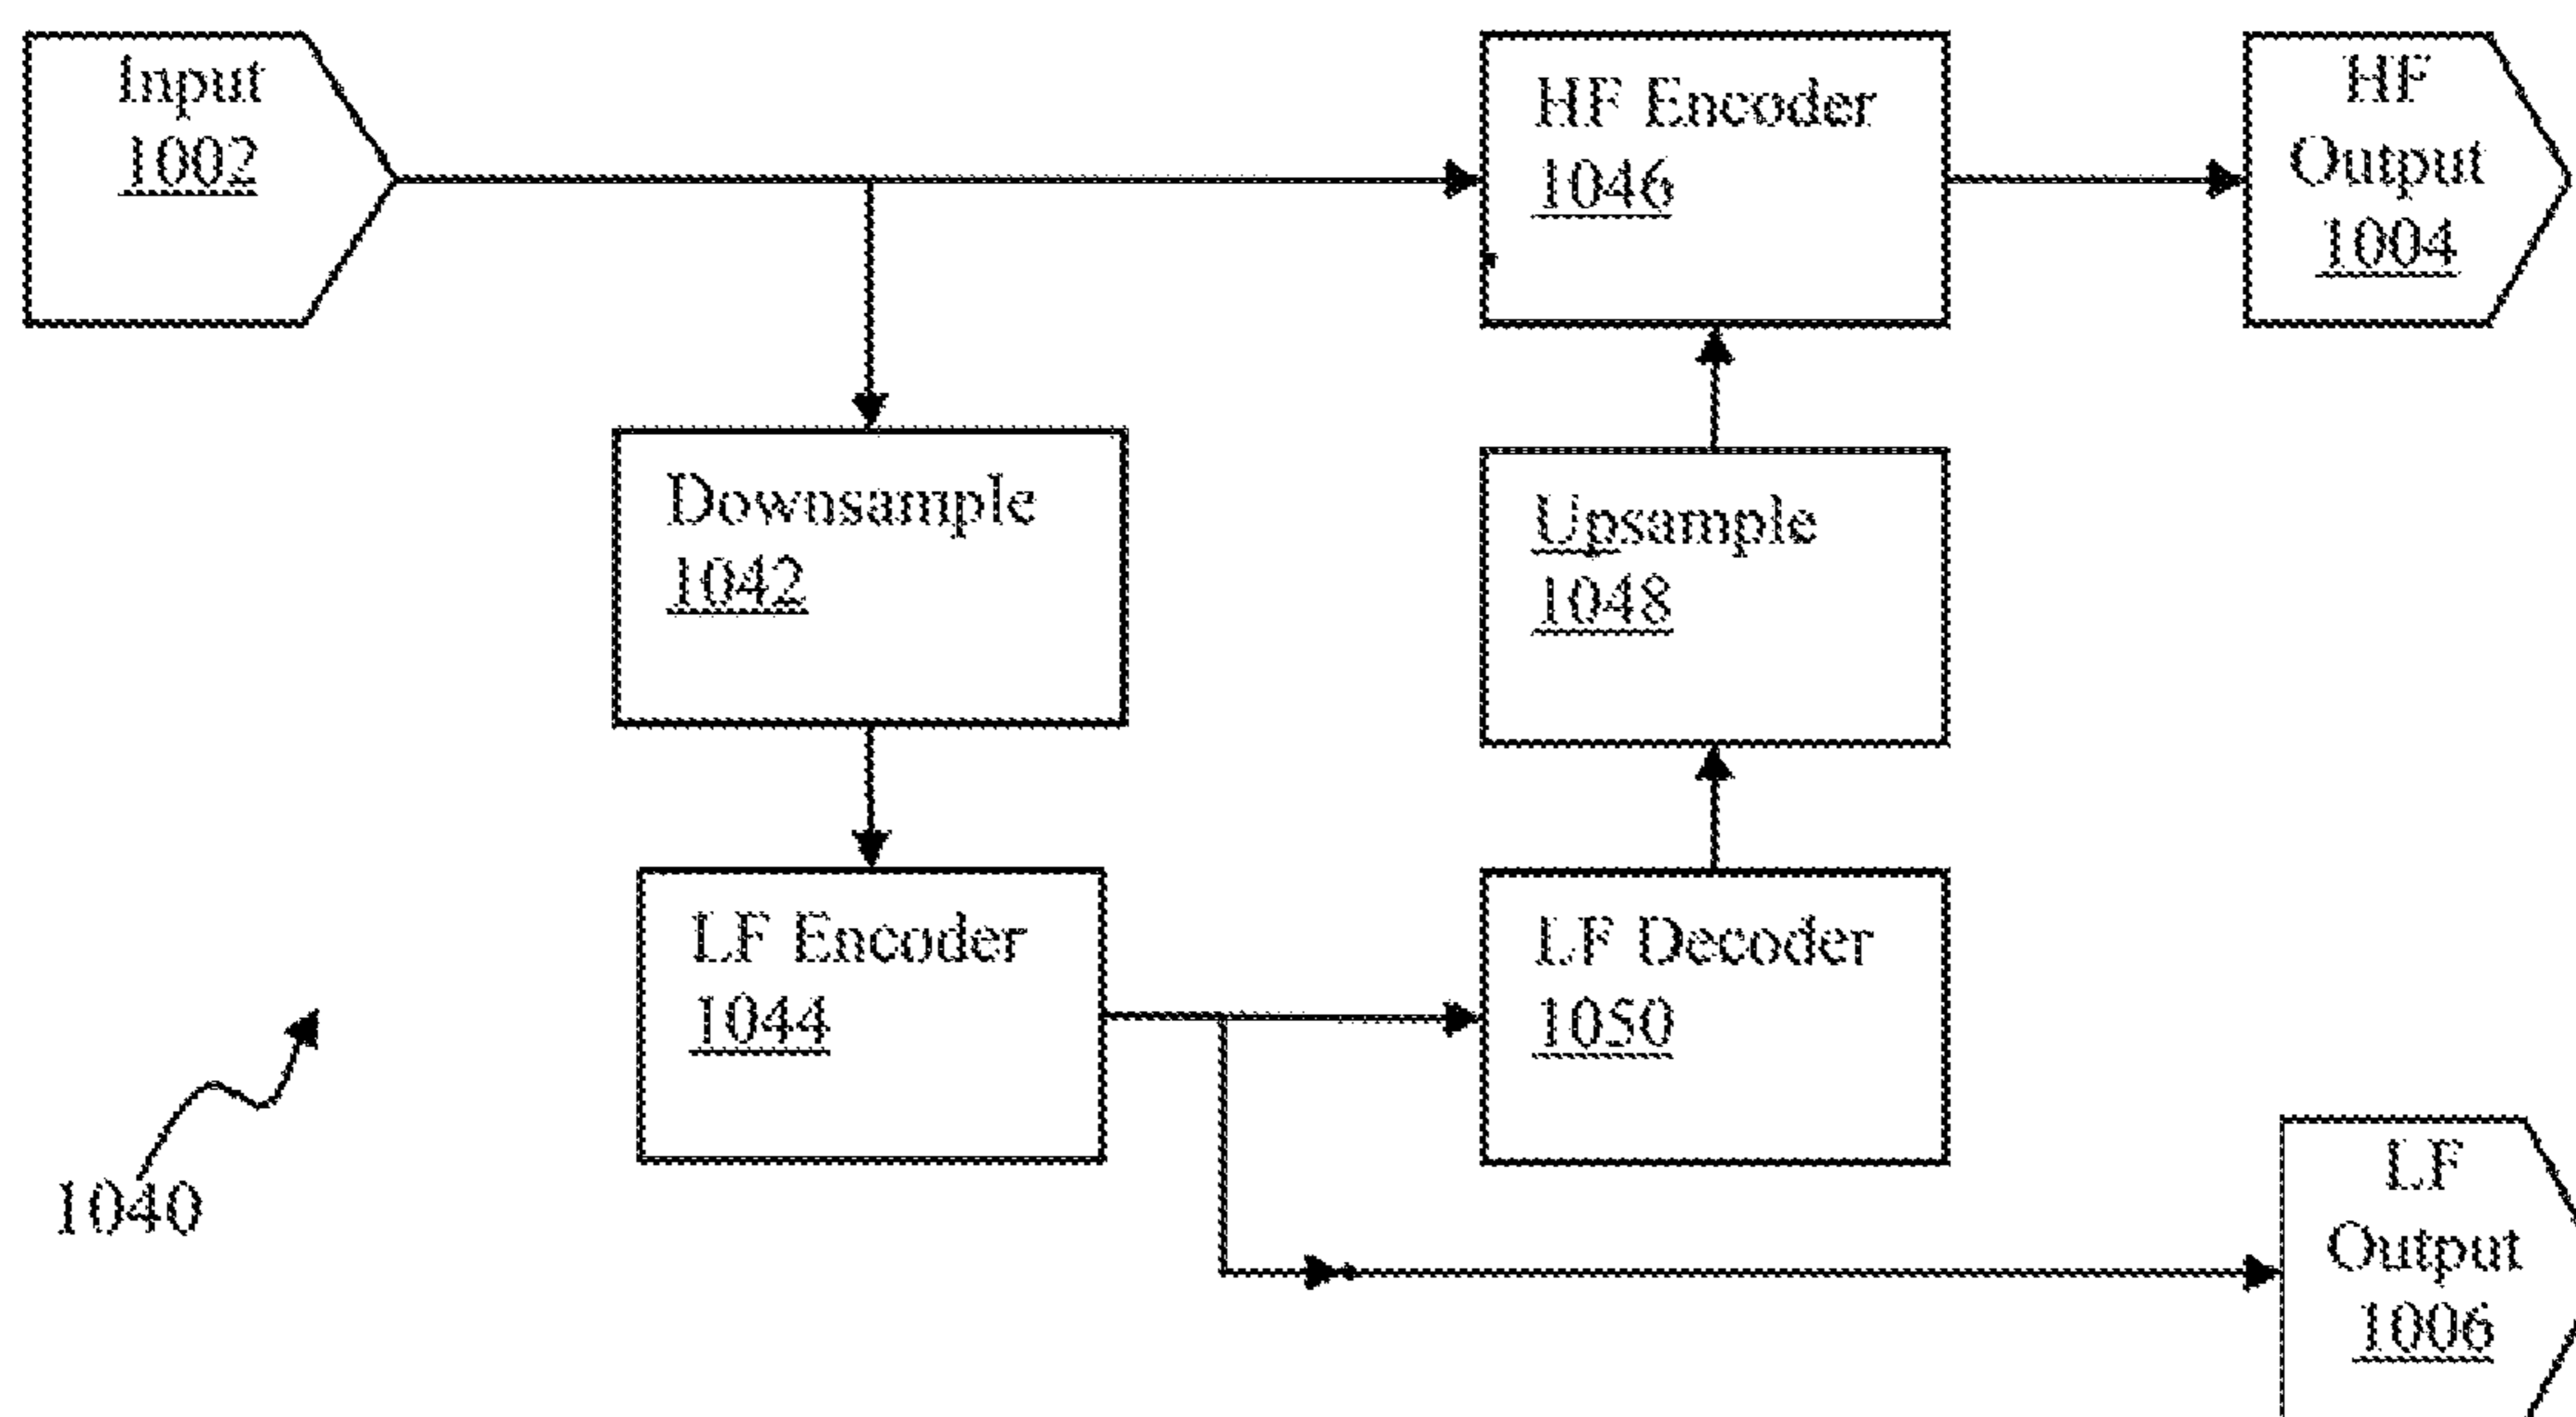 Input
1002
HF Encoder
1046
HF
Output
1004
Downsample
1042
Upsample
1048
LF Encoder
1044
LF Decoder
1050
1040
LF
Output
1006